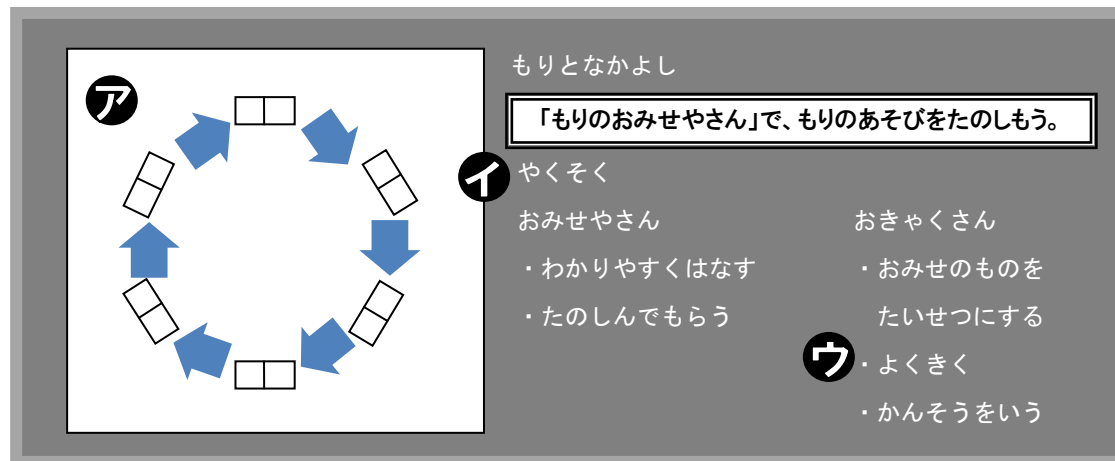 ア
もりとなかよし
「もりのおみせやさん」で、もりのあそびをたのしもう。
イ
やくそく
おみせやさん
・わかりやすくはなす
・たのしんでもらう
おきゃくさん
・おみせのものを
たいせつにする
ウ
・よくきく
・かんそうをいう